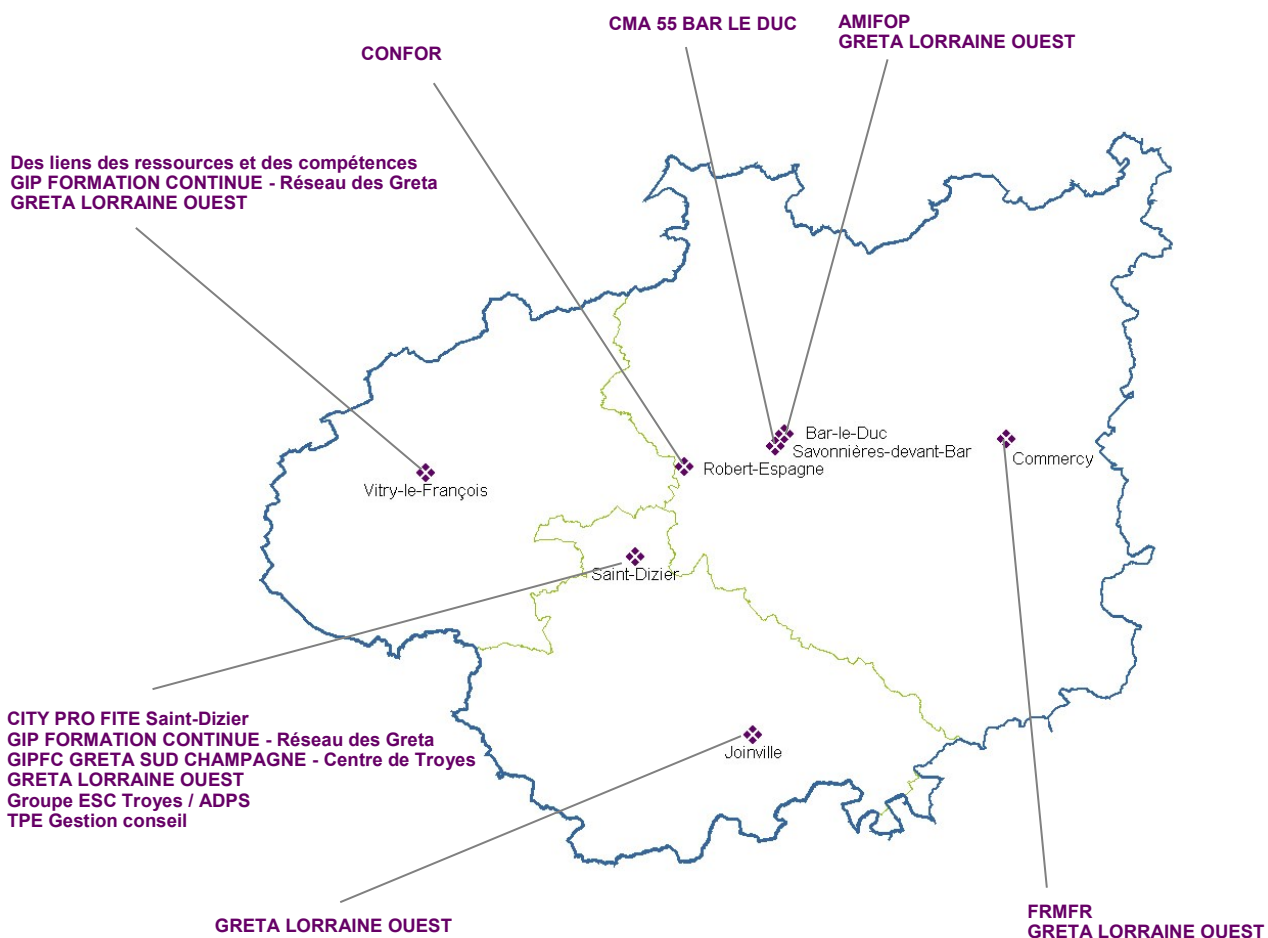 CMA 55 BAR LE DUC
AMIFOP
GRETA LORRAINE OUEST
CONFOR
Des liens des ressources et des compétences
GIP FORMATION CONTINUE - Réseau des Greta
GRETA LORRAINE OUEST
Bar-le-Duc
Savonnières-devant-Bar
Commercy
Robert-Espagne
Vitry-le-François
Saint-Dizier
CITY PRO FITE Saint-Dizier
GIP FORMATION CONTINUE - Réseau des Greta
GIPFC GRETA SUD CHAMPAGNE - Centre de Troyes
GRETA LORRAINE OUEST
Groupe ESC Troyes / ADPS
TPE Gestion conseil
Joinville
GRETA LORRAINE OUEST
FRMFR
GRETA LORRAINE OUEST